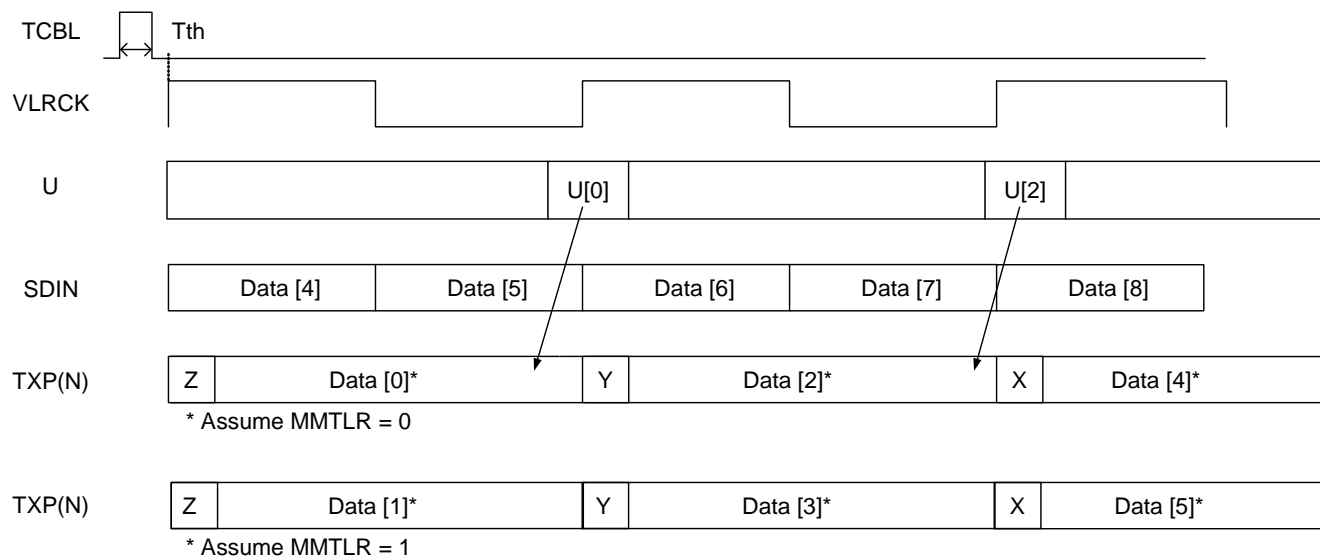 TCBL Tth
VLRCK
U U[0] U[2]
SDIN Data [4] Data [5] Data [6] Data [7] Data [8]
TXP(N) Z Data [0]* Y Data [2]* X Data [4]*
* Assume MMTLR = 0
TXP(N) Z Data [1]* Y Data [3]* X Data [5]*
* Assume MMTLR = 1